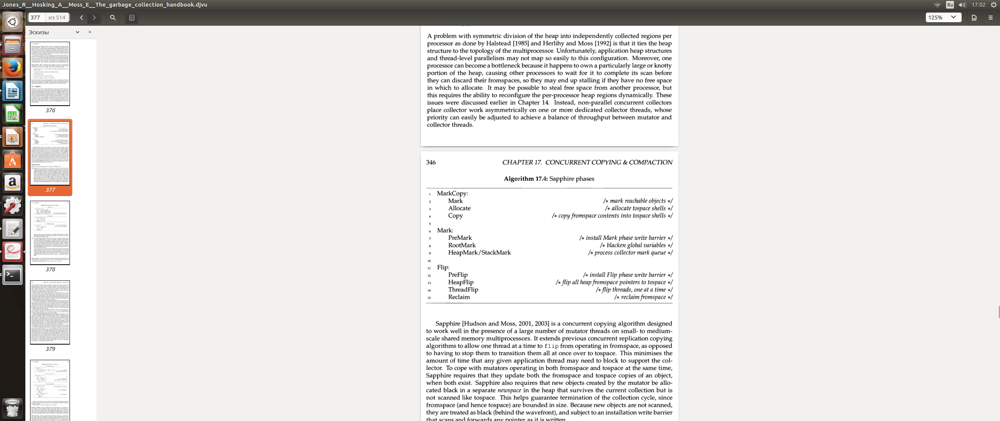 Jones_R__Hosking_A__Moss_E__The_garbage_collection_handbook.djvu
Ru
17:02
377
из 514
125%
Эскизы
376
377
378
379
A problem with symmetric division of the heap into independently collected regions per
processor as done by Halstead [1985] and Herlihy and Moss [1992] is that it ties the heap
structure to the topology of the multiprocessor. Unfortunately, application heap structures
and thread-level parallelism may not map so easily to this configuration. Moreover, one
processor can become a bottleneck because it happens to own a particularly large or knotty
portion of the heap, causing other processors to wait for it to complete its scan before
they can discard their fromspaces, so they may end up stalling if they have no free space
in which to allocate. It may be possible to steal free space from another processor, but
this requires the ability to reconfigure the per-processor heap regions dynamically. These
issues were discussed earlier in Chapter 14. Instead, non-parallel concurrent collectors
place collector work asymmetrically on one or more dedicated collector threads, whose
priority can easily be adjusted to achieve a balance of throughput between mutator and
collector threads.
346 CHAPTER 17. CONCURRENT COPYING & COMPACTION
Algorithm 17.4: Sapphire phases
1 MarkCopy:
2 Mark /* mark reachable objects */
3 Allocate /* allocate tospace shells */
4 Copy /* copy fromspace contents into tospace shells */
5
6 Mark:
7 PreMark /* install Mark phase write barrier */
8 RootMark /* blacken global variables */
9 HeapMark/StackMark /* process collector mark queue */
10
11 Flip:
12 PreFlip /* install Flip phase write barrier */
13 HeapFlip /* flip all heap fromspace pointers to tospace */
14 ThreadFlip /* flip threads, one at a time */
15 Reclaim /* reclaim fromspace */
Sapphire [Hudson and Moss, 2001, 2003] is a concurrent copying algorithm designed
to work well in the presence of a large number of mutator threads on small- to medium-
scale shared memory multiprocessors. It extends previous concurrent replication copying
algorithms to allow one thread at a time to flip from operating in fromspace, as opposed
to having to stop them to transition them all at once over to tospace. This minimises the
amount of time that any given application thread may need to block to support the col-
lector. To cope with mutators operating in both fromspace and tospace at the same time,
Sapphire requires that they update both the fromspace and tospace copies of an object,
when both exist. Sapphire also requires that new objects created by the mutator be allo-
cated black in a separate newspace in the heap that survives the current collection but is
not scanned like tospace. This helps guarantee termination of the collection cycle, since
fromspace (and hence tospace) are bounded in size. Because new objects are not scanned,
they are treated as black (behind the wavefront), and subject to an installation write barrier
that scans and forwards any pointer as it is written.